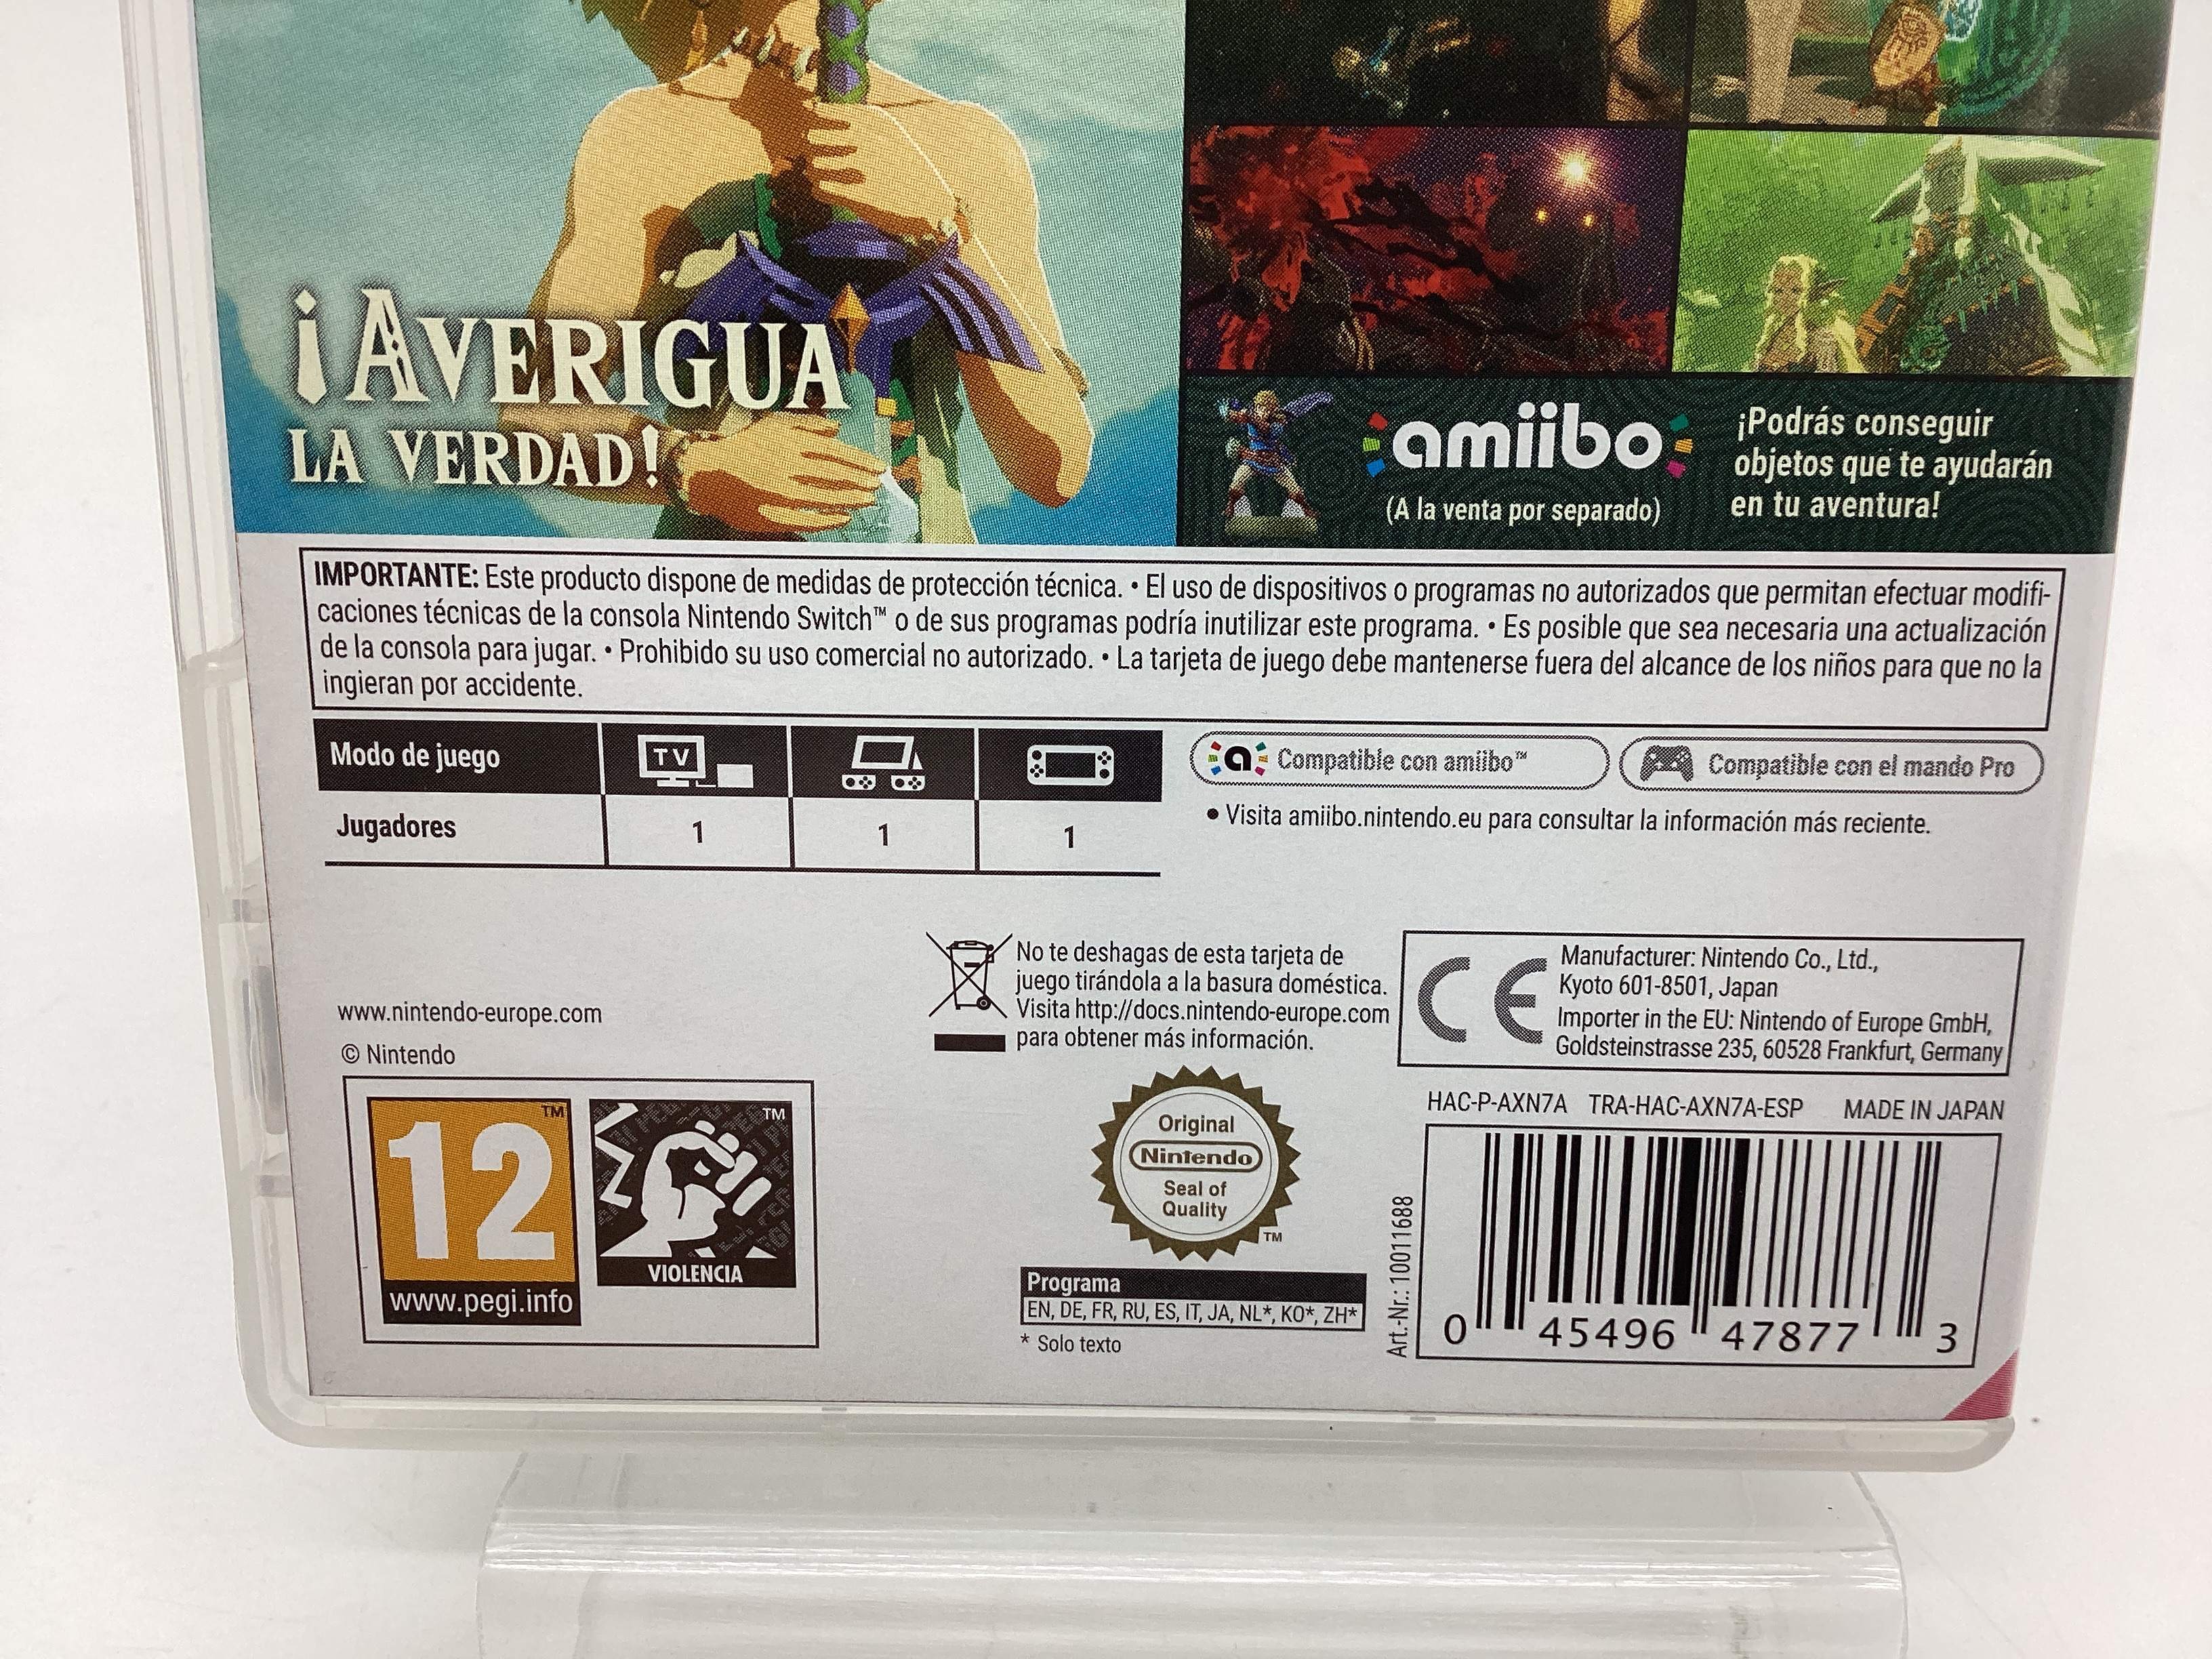 ¡AVERIGUA
LA VERDAD!
amiibo
(A la venta por separado)
¡Podrás conseguir
objetos que te ayudarán
en tu aventura!
IMPORTANTE: Este producto dispone de medidas de protección técnica. • El uso de dispositivos o programas no autorizados que permitan efectuar modifi-
caciones técnicas de la consola Nintendo Switch™ o de sus programas podría inutilizar este programa. • Es posible que sea necesaria una actualización
de la consola para jugar. • Prohibido su uso comercial no autorizado. • La tarjeta de juego debe mantenerse fuera del alcance de los niños para que no la
ingieran por accidente.
Modo de juego
TV
Jugadores 1 1 1
a Compatible con amiibo™
Compatible con el mando Pro
• Visita amiibo.nintendo.eu para consultar la información más reciente.
No te deshagas de esta tarjeta de
juego tirándola a la basura doméstica.
Visita http://docs.nintendo-europe.com
para obtener más información.
CE
Manufacturer: Nintendo Co., Ltd.,
Kyoto 601-8501, Japan
Importer in the EU: Nintendo of Europe GmbH,
Goldsteinstrasse 235, 60528 Frankfurt, Germany
www.nintendo-europe.com
© Nintendo
12™
www.pegi.info
™
VIOLENCIA
Original
Nintendo
Seal of
Quality
™
Programa
EN, DE, FR, RU, ES, IT, JA, NL*, KO*, ZH*
* Solo texto
HAC-P-AXN7A TRA-HAC-AXN7A-ESP MADE IN JAPAN
Art.-Nr.: 10011688
0 45496 47877 3